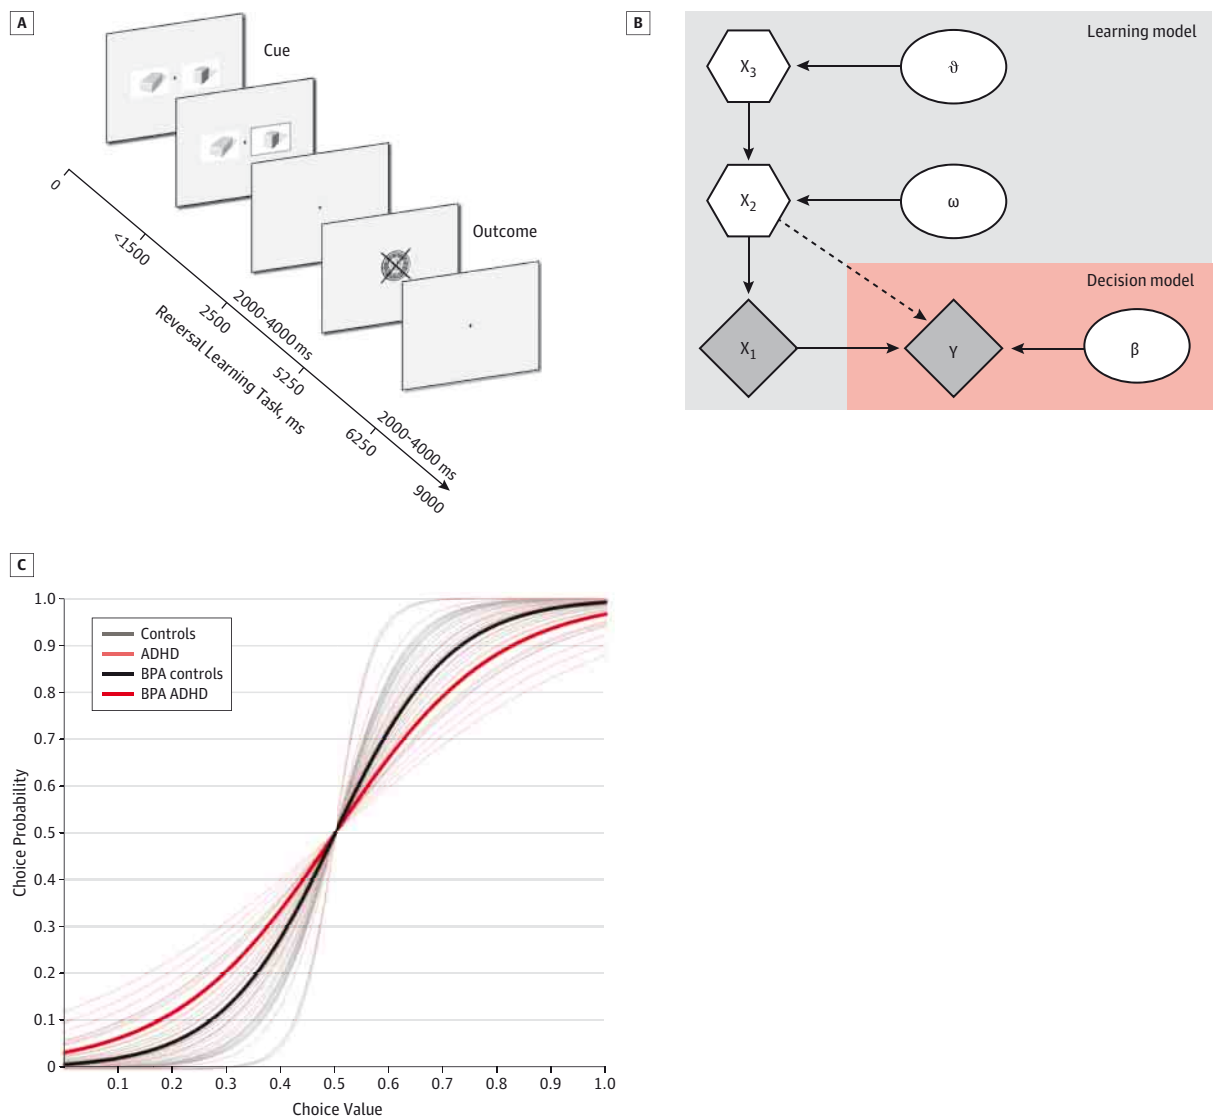 A
Cue
Outcome
0
<1500
2500
2000-4000 ms
5250
6250
2000-4000 ms
9000
Reversal Learning Task, ms
B
Learning model
X3
ϑ
X2
ω
Decision model
X1
γ
β
C
Controls
ADHD
BPA controls
BPA ADHD
Choice Probability
1.0
0.9
0.8
0.7
0.6
0.5
0.4
0.3
0.2
0.1
0
0.1 0.2 0.3 0.4 0.5 0.6 0.7 0.8 0.9 1.0
Choice Value